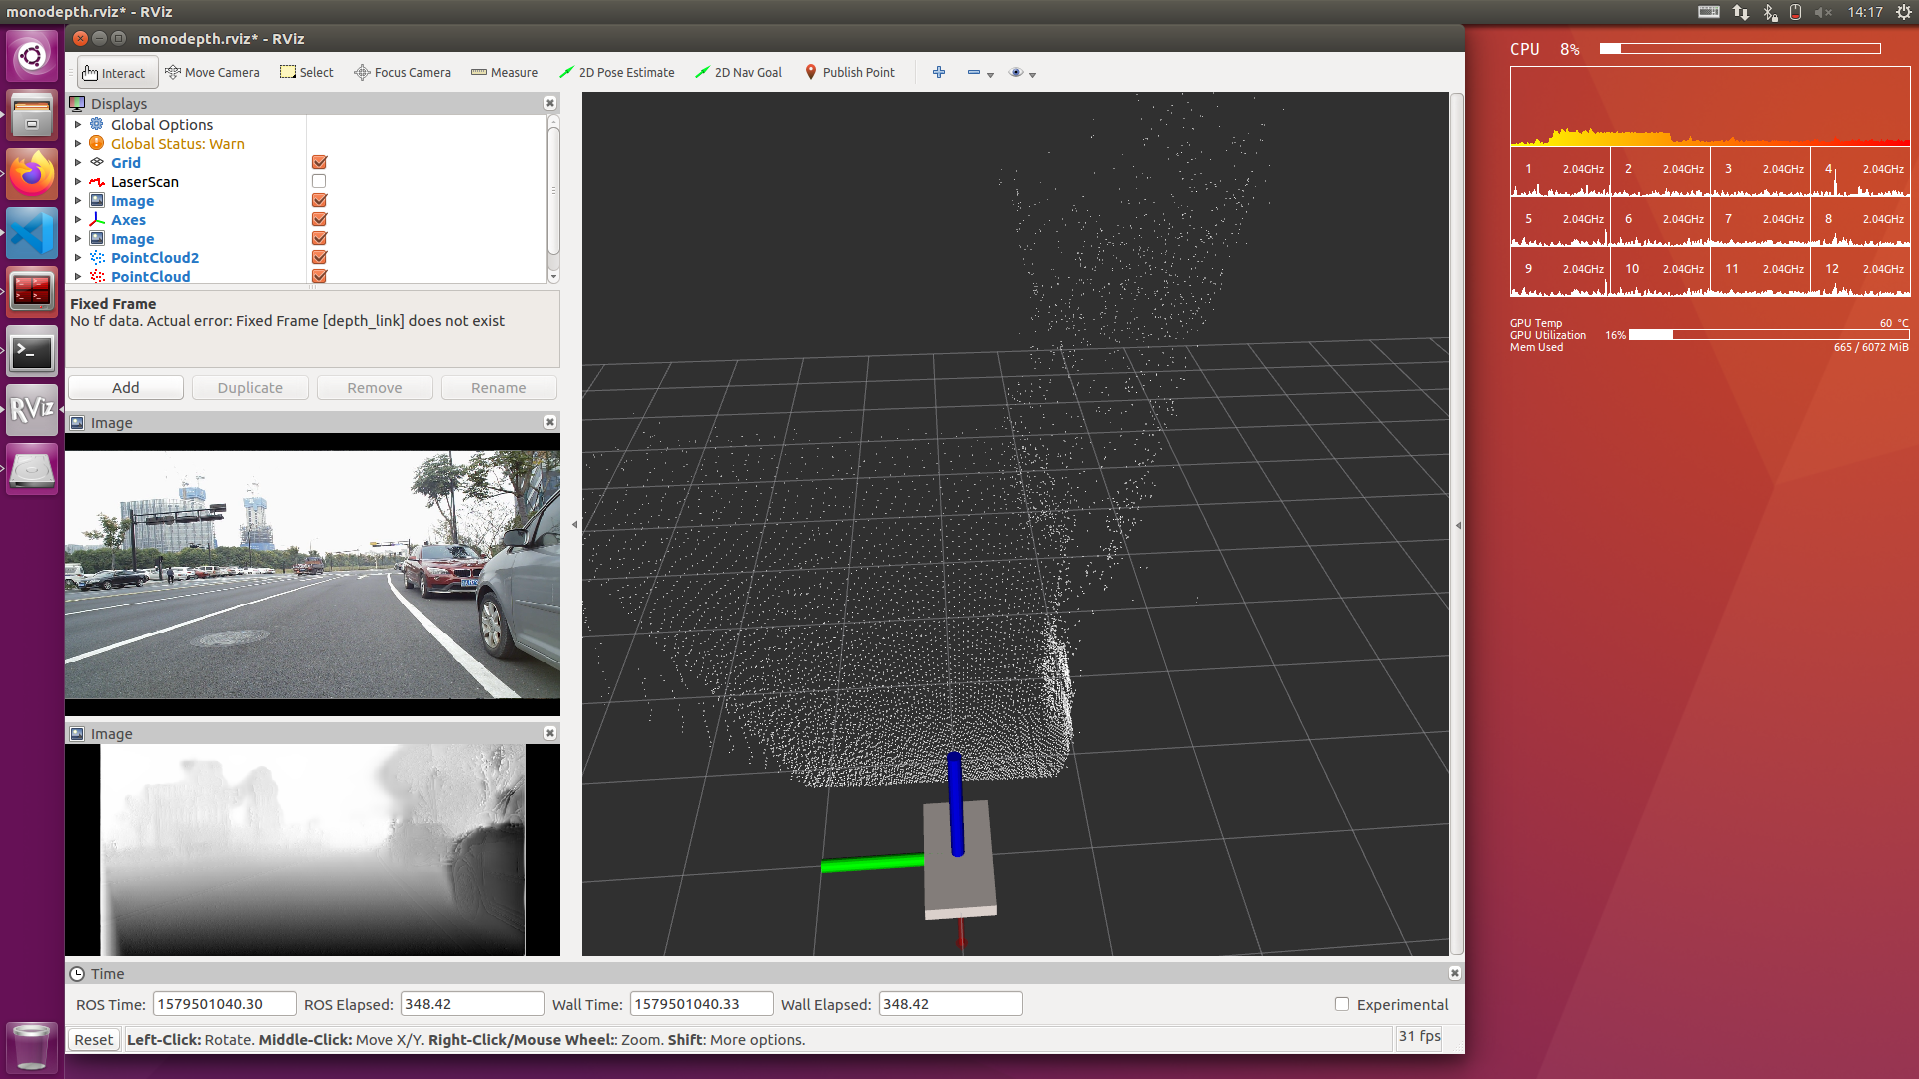 monodepth.rviz* - RViz
14:17
monodepth.rviz* - RViz
Interact
Move Camera
Select
Focus Camera
Measure
2D Pose Estimate
2D Nav Goal
Publish Point
Displays
Global Options
Global Status: Warn
Grid
LaserScan
Image
Axes
Image
PointCloud2
PointCloud
Fixed Frame
No tf data. Actual error: Fixed Frame [depth_link] does not exist
Add
Duplicate
Remove
Rename
Image
Image
Time
ROS Time:
1579501040.30
ROS Elapsed:
348.42
Wall Time:
1579501040.33
Wall Elapsed:
348.42
Experimental
Reset
Left-Click: Rotate. Middle-Click: Move X/Y. Right-Click/Mouse Wheel:: Zoom. Shift: More options.
31 fps
RViz
CPU 8%
1 2.04GHz
2 2.04GHz
3 2.04GHz
4 2.04GHz
5 2.04GHz
6 2.04GHz
7 2.04GHz
8 2.04GHz
9 2.04GHz
10 2.04GHz
11 2.04GHz
12 2.04GHz
GPU Temp 60 °C
GPU Utilization 16%
Mem Used 665 / 6072 MiB